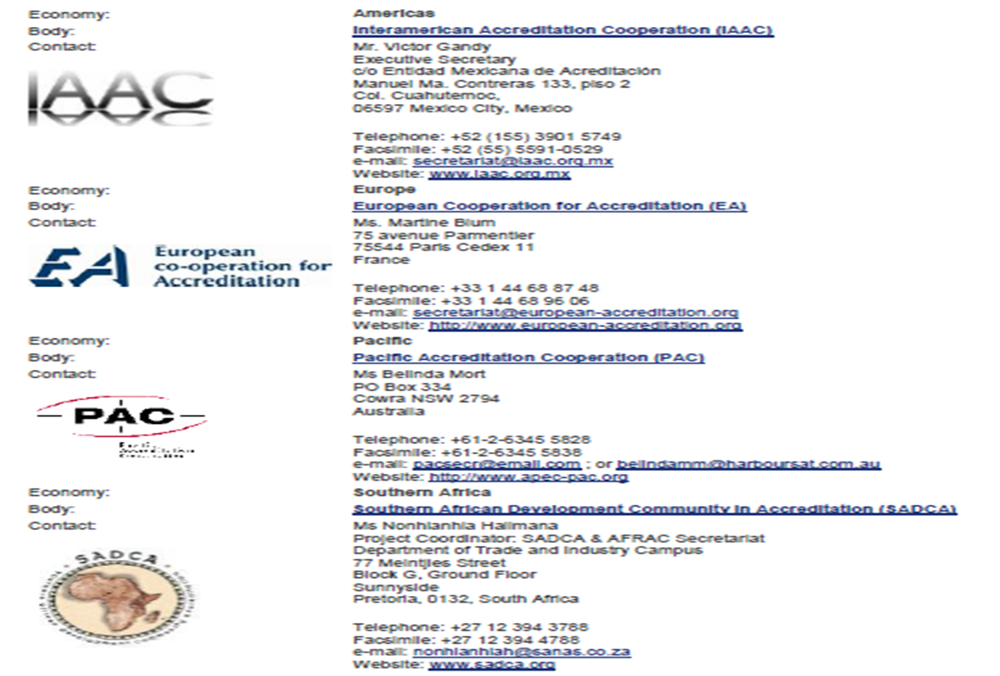 Economy: Americas
Body: Interamerican Accreditation Cooperation (IAAC)
Contact: Mr. Victor Gandy
Executive Secretary
c/o Entidad Mexicana de Acreditación
Manuel Ma. Contreras 133, piso 2
Col. Cuahutemoc,
06597 Mexico City, Mexico
IAAC
Telephone: +52 (155) 3901 5749
Facsimile: +52 (55) 5591-0529
e-mail: secretariat@iaac.org.mx
Website: www.iaac.org.mx
Economy: Europe
Body: European Cooperation for Accreditation (EA)
Contact: Ms. Martine Blum
75 avenue Parmentier
75544 Paris Cedex 11
France
EA European
co-operation for
Accreditation
Telephone: +33 1 44 68 87 48
Facsimile: +33 1 44 68 96 06
e-mail: secretariat@european-accreditation.org
Website: http://www.european-accreditation.org
Economy: Pacific
Body: Pacific Accreditation Cooperation (PAC)
Contact: Ms Belinda Mort
PO Box 334
Cowra NSW 2794
Australia
PAC
Telephone: +61-2-6345 5828
Facsimile: +61-2-6345 5838
e-mail: pacsecr@email.com ; or belindamm@harboursat.com.au
Website: http://www.apec-pac.org
Economy: Southern Africa
Body: Southern African Development Community in Accreditation (SADCA)
Contact: Ms Nonhlanhla Halimana
Project Coordinator: SADCA & AFRAC Secretariat
Department of Trade and Industry Campus
77 Meintjies Street
Block G, Ground Floor
Sunnyside
Pretoria, 0132, South Africa
SADCA
Telephone: +27 12 394 3788
Facsimile: +27 12 394 4788
e-mail: nonhlanhlah@sanas.co.za
Website: www.sadca.org